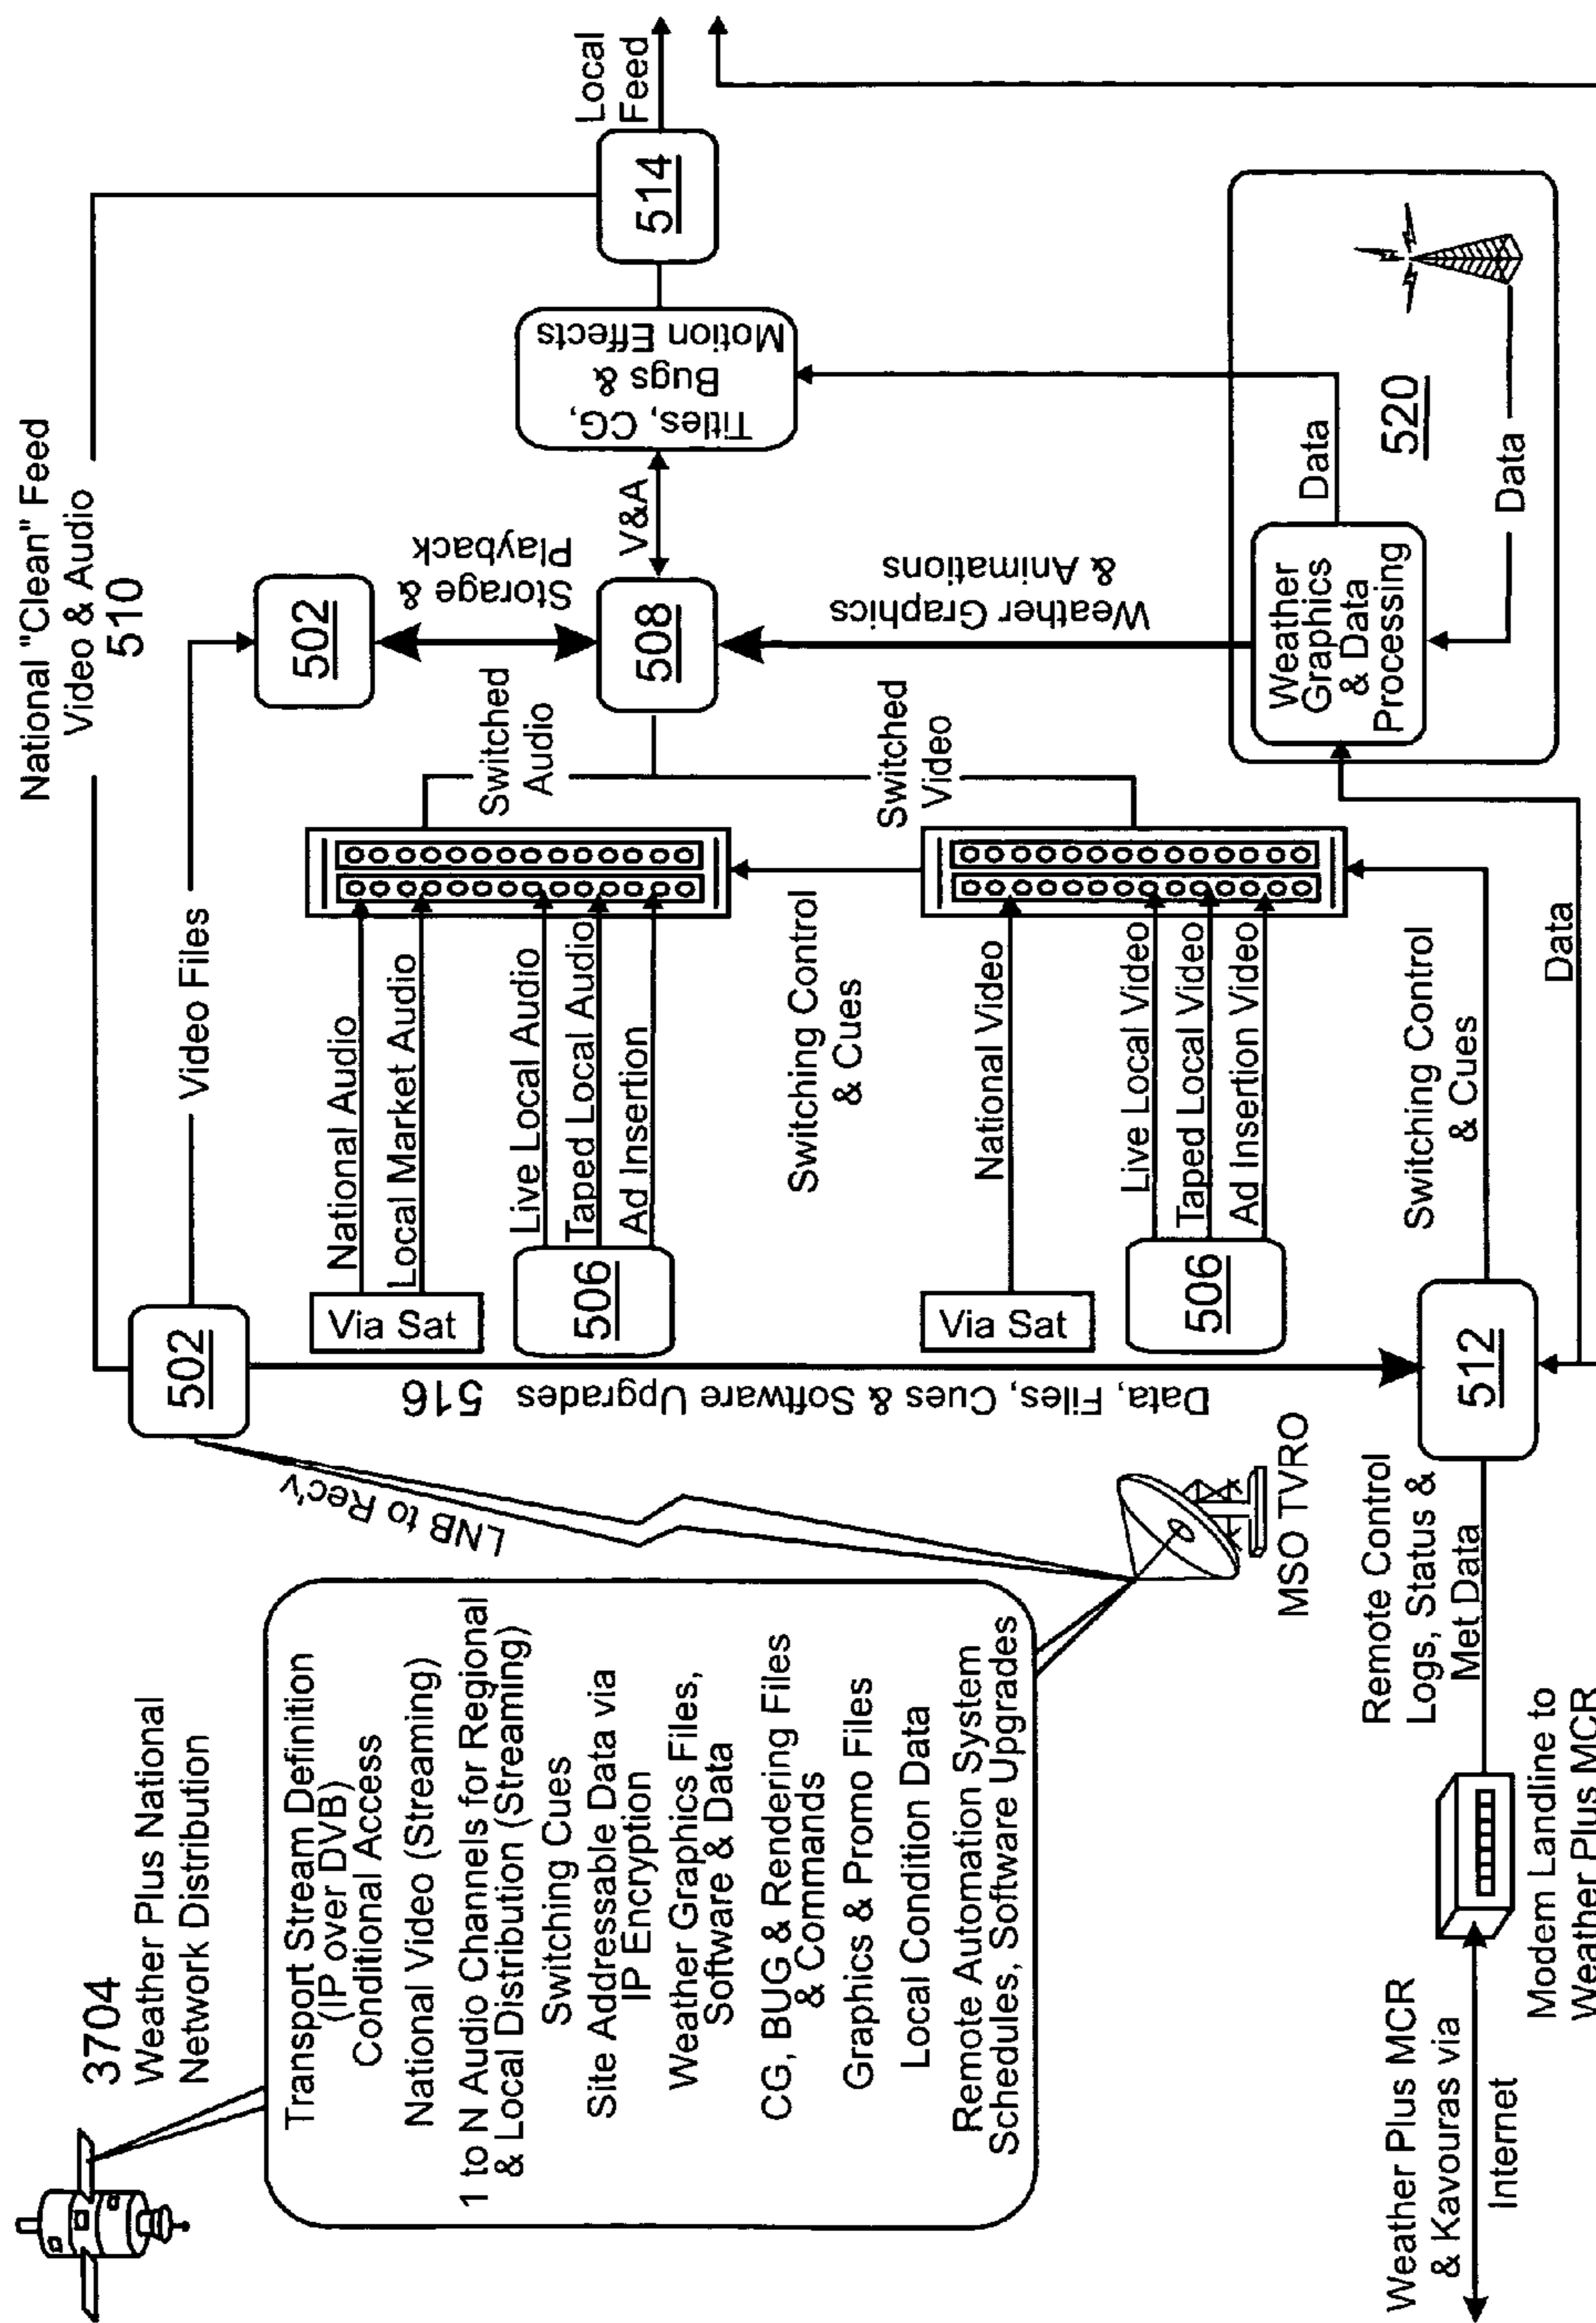 3704
Weather Plus National
Network Distribution
Transport Stream Definition
(IP over DVB)
Conditional Access
National Video (Streaming)
1 to N Audio Channels for Regional
& Local Distribution (Streaming)
Switching Cues
Site Addressable Data via
IP Encryption
Weather Graphics Files,
Software & Data
CG, BUG & Rendering Files
& Commands
Graphics & Promo Files
Local Condition Data
Remote Automation System
Schedules, Software Upgrades
MSO TVRO
LNB to Rec'v
Weather Plus MCR
& Kavouras via
Internet
Modem Landline to
Weather Plus MCR
Remote Control
Logs, Status &
Met Data
502
Data, Files, Cues & Software Upgrades
516
512
National "Clean" Feed
Video & Audio
510
Video Files
Via Sat
National Audio
Local Market Audio
506
Live Local Audio
Taped Local Audio
Ad Insertion
Switching Control
& Cues
Via Sat
National Video
506
Live Local Video
Taped Local Video
Ad Insertion Video
Switching Control
& Cues
Data
Switched
Audio
Switched
Video
502
Storage &
Playback
508
V&A
Weather Graphics
& Animations
Titles, CG,
Bugs &
Motion Effects
514
Local
Feed
Weather
Graphics
& Data
Processing
Data
520
Data